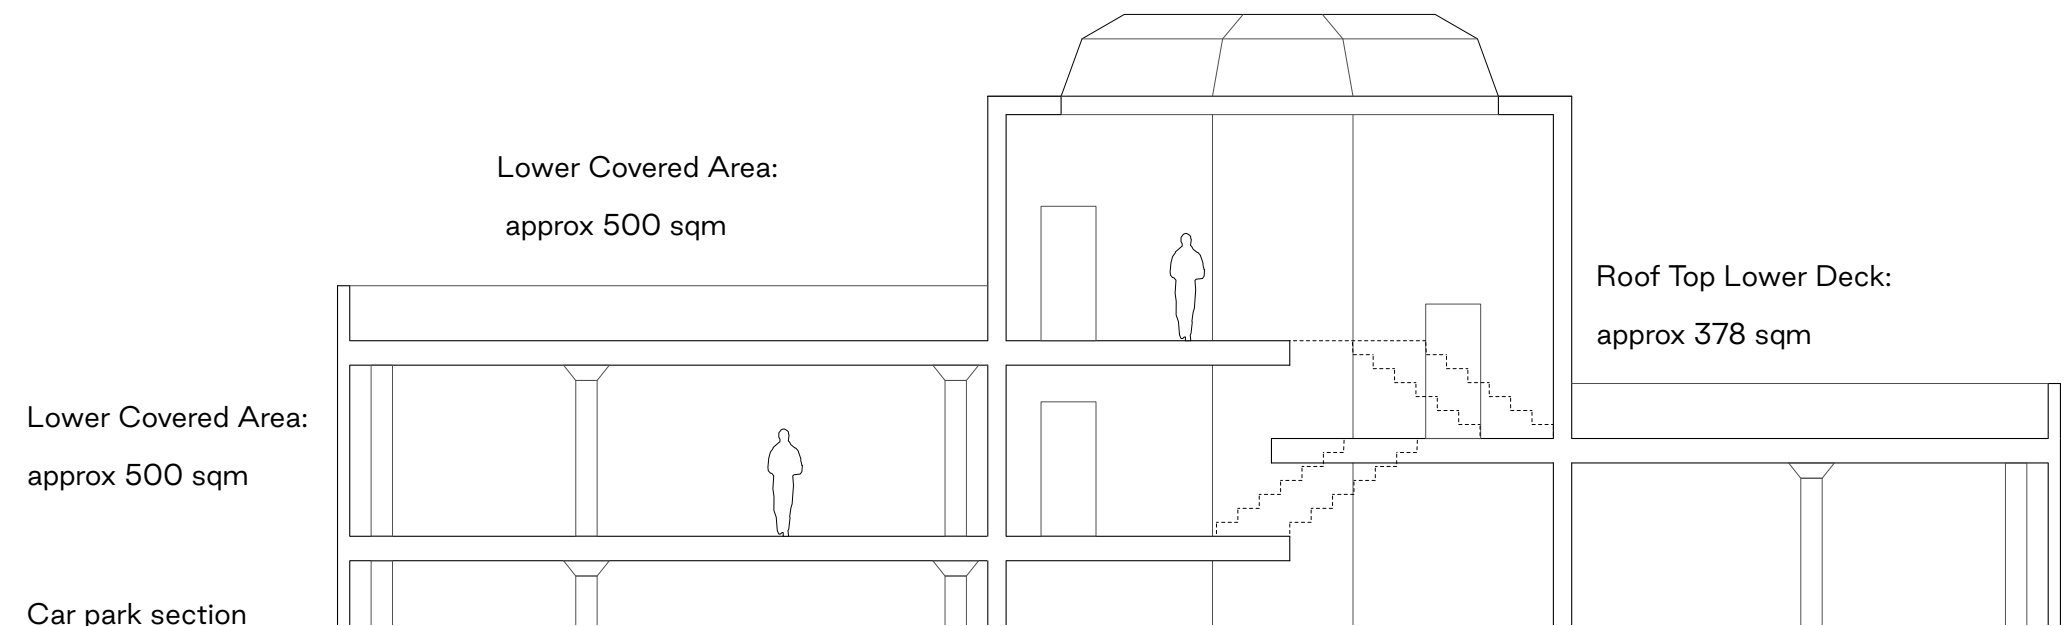 Lower Covered Area:
approx 500 sqm
Roof Top Lower Deck:
approx 378 sqm
Lower Covered Area:
approx 500 sqm
Car park section